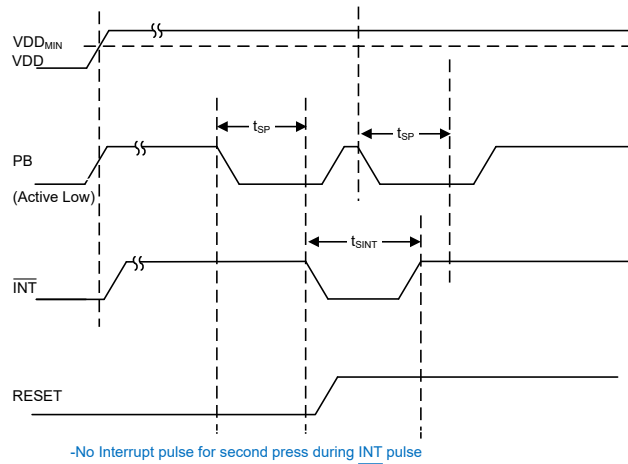 VDDMIN
VDD
tSP
tSP
PB
(Active Low)
tSINT
INT
RESET
-No Interrupt pulse for second press during INT pulse